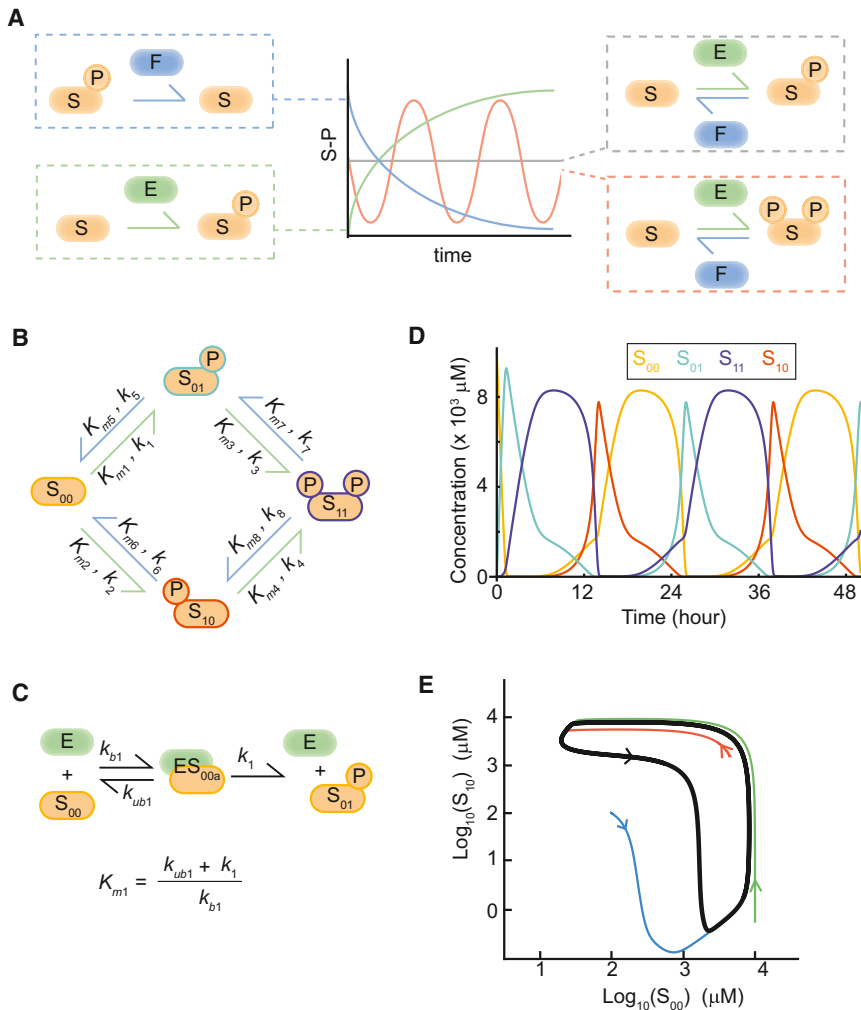 A
P
S
F
S
E
S
P
S
S-P
time
E
S
P
S
F
E
S
P P
S
F
B
P
S01
Km5, k5
Km1, k1
Km7, k7
Km3, k3
S00
P P
S11
Km6, k6
Km2, k2
Km8, k8
Km4, k4
P
S10
C
E
+
S00
kb1
kub1
ES00a
k1
E
+
P
S01
Km1 = kub1 + k1
kb1
D
S00 S01 S11 S10
Concentration (x 10³ µM)
8
4
0
0 12 24 36 48
Time (hour)
E
Log10(S10) (µM)
4
3
2
1
0
1 2 3 4
Log10(S00) (µM)